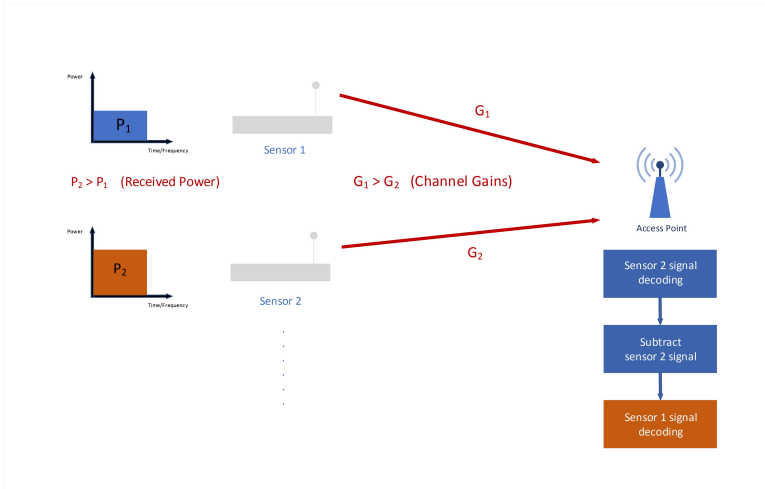 Power
P1
Time/Frequency
Sensor 1
G1
P2 > P1 (Received Power)
G1 > G2 (Channel Gains)
Access Point
Power
P2
Time/Frequency
Sensor 2
G2
Sensor 2 signal
decoding
Subtract
sensor 2 signal
Sensor 1 signal
decoding